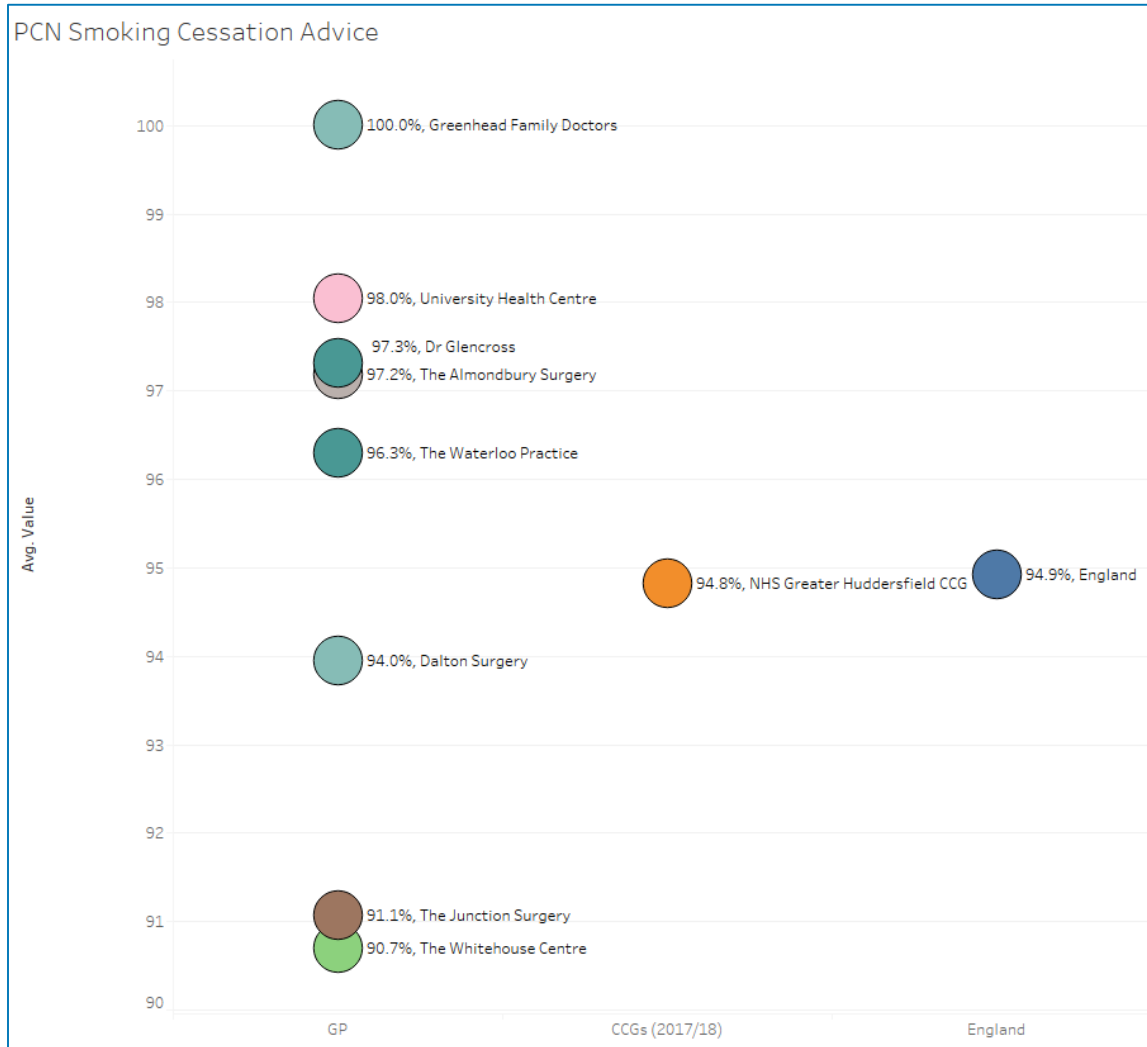 PCN Smoking Cessation Advice
100
100.0%, Greenhead Family Doctors
99
98
98.0%, University Health Centre
97.3%, Dr Glencross
97.2%, The Almondbury Surgery
97
96.3%, The Waterloo Practice
96
Avg. Value
95
94.8%, NHS Greater Huddersfield CCG
94.9%, England
94
94.0%, Dalton Surgery
93
92
91
91.1%, The Junction Surgery
90.7%, The Whitehouse Centre
90
GP
CCGs (2017/18)
England